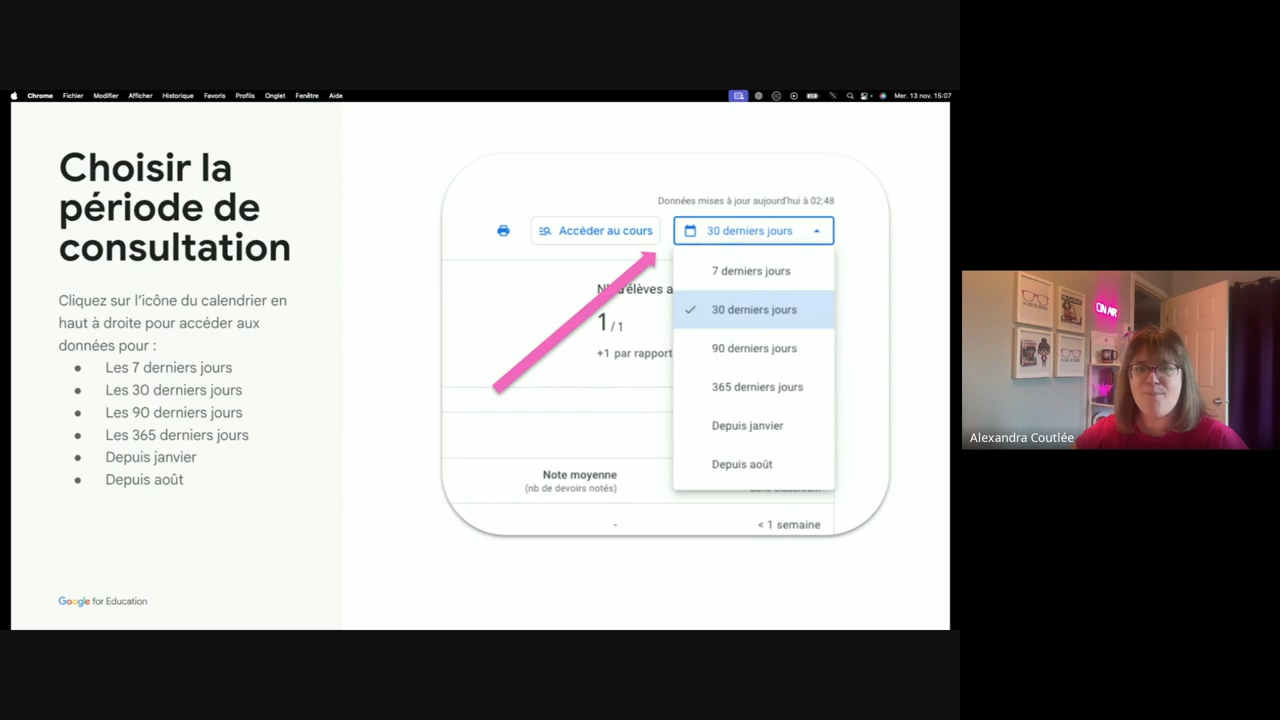 Chrome Fichier Modifier Afficher Historique Favoris Profils Onglet Fenêtre Aide Mer. 13 nov. 15:07
Choisir la
période de
consultation
Cliquez sur l'icône du calendrier en
haut à droite pour accéder aux
données pour :
● Les 7 derniers jours
● Les 30 derniers jours
● Les 90 derniers jours
● Les 365 derniers jours
● Depuis janvier
● Depuis août
Google for Education
Données mises à jour aujourd'hui à 02:48
Accéder au cours
30 derniers jours
7 derniers jours
30 derniers jours
90 derniers jours
365 derniers jours
Depuis janvier
Depuis août
d'élèves a
1 / 1
+1 par rapport
Note moyenne
(nb de devoirs notés)
-
< 1 semaine
ON AIR
Alexandra Coutlée